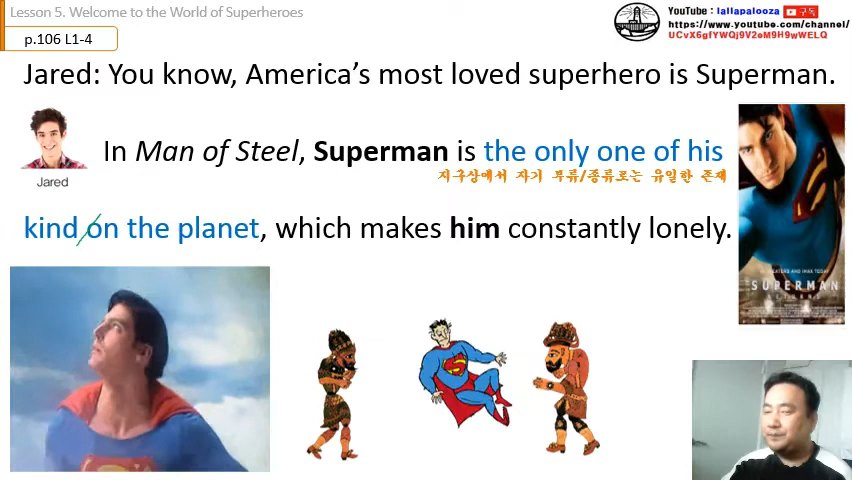 Lesson 5. Welcome to the World of Superheroes
YouTube : lallapalooza 구독
p.106 L1-4
https://www.youtube.com/channel/
UCvX6gfYWQj9V2eM9H9wWELQ
Jared: You know, America's most loved superhero is Superman.
In Man of Steel, Superman is the only one of his
지구상에서 자기 부류/종류로는 유일한 존재
Jared
kind on the planet, which makes him constantly lonely.
SUPERMAN
RETURNS